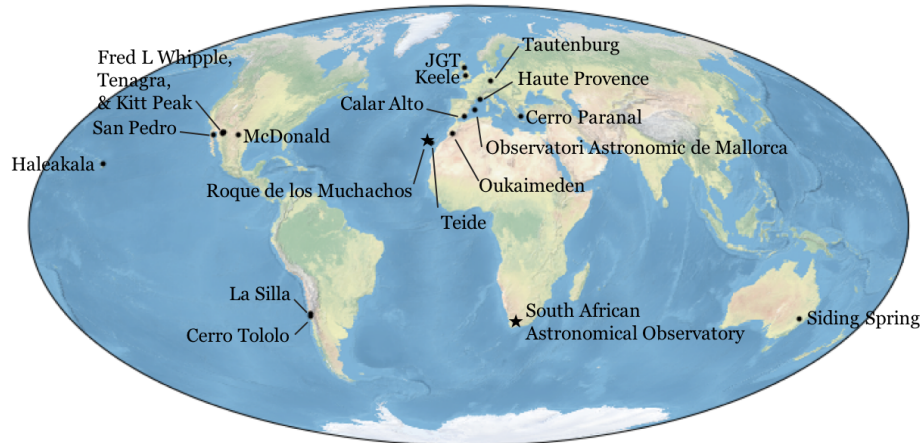 Fred L Whipple,
Tenagra,
& Kitt Peak
San Pedro
McDonald
Haleakala
JGT
Keele
Tautenburg
Haute Provence
Calar Alto
Cerro Paranal
Observatori Astronomic de Mallorca
Roque de los Muchachos
Oukaimeden
Teide
La Silla
Cerro Tololo
South African
Astronomical Observatory
Siding Spring